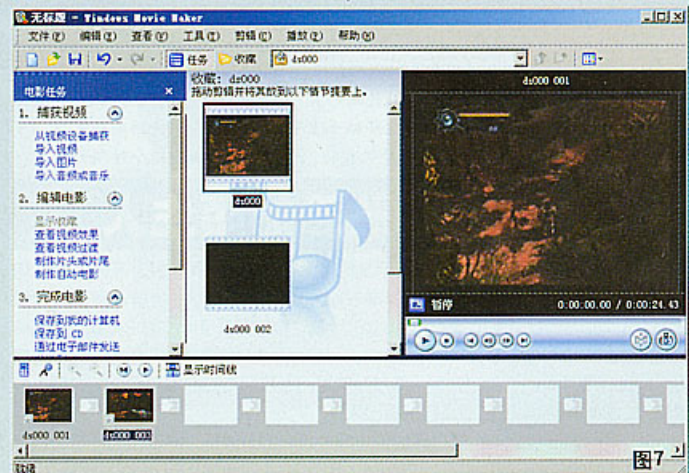 无标题 - Windows Movie Maker
文件(F) 编辑(E) 查看(V) 工具(T) 剪辑(C) 播放(P) 帮助(H)
任务 收藏 ds000
电影任务
1. 捕获视频
从视频设备捕获
导入视频
导入图片
导入音频或音乐
2. 编辑电影
显示收藏
查看视频效果
查看视频过渡
制作片头或片尾
制作自动电影
3. 完成电影
保存到我的计算机
保存到 CD
通过电子邮件发送
收藏: ds000
拖动剪辑并将其放到以下情节提要上。
ds000
ds000 002
ds000 001
暂停 0:00:00.00 / 0:00:24.43
显示时间线
ds000 001 ds000 003
就绪
图7